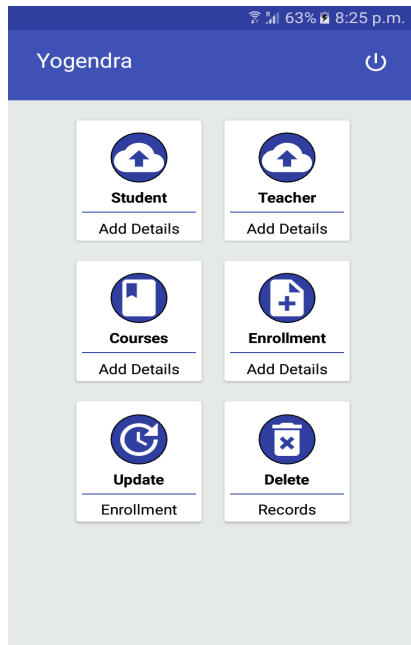 63% 8:25 p.m.
Yogendra
Student Teacher
Add Details Add Details
Courses Enrollment
Add Details Add Details
Update Delete
Enrollment Records